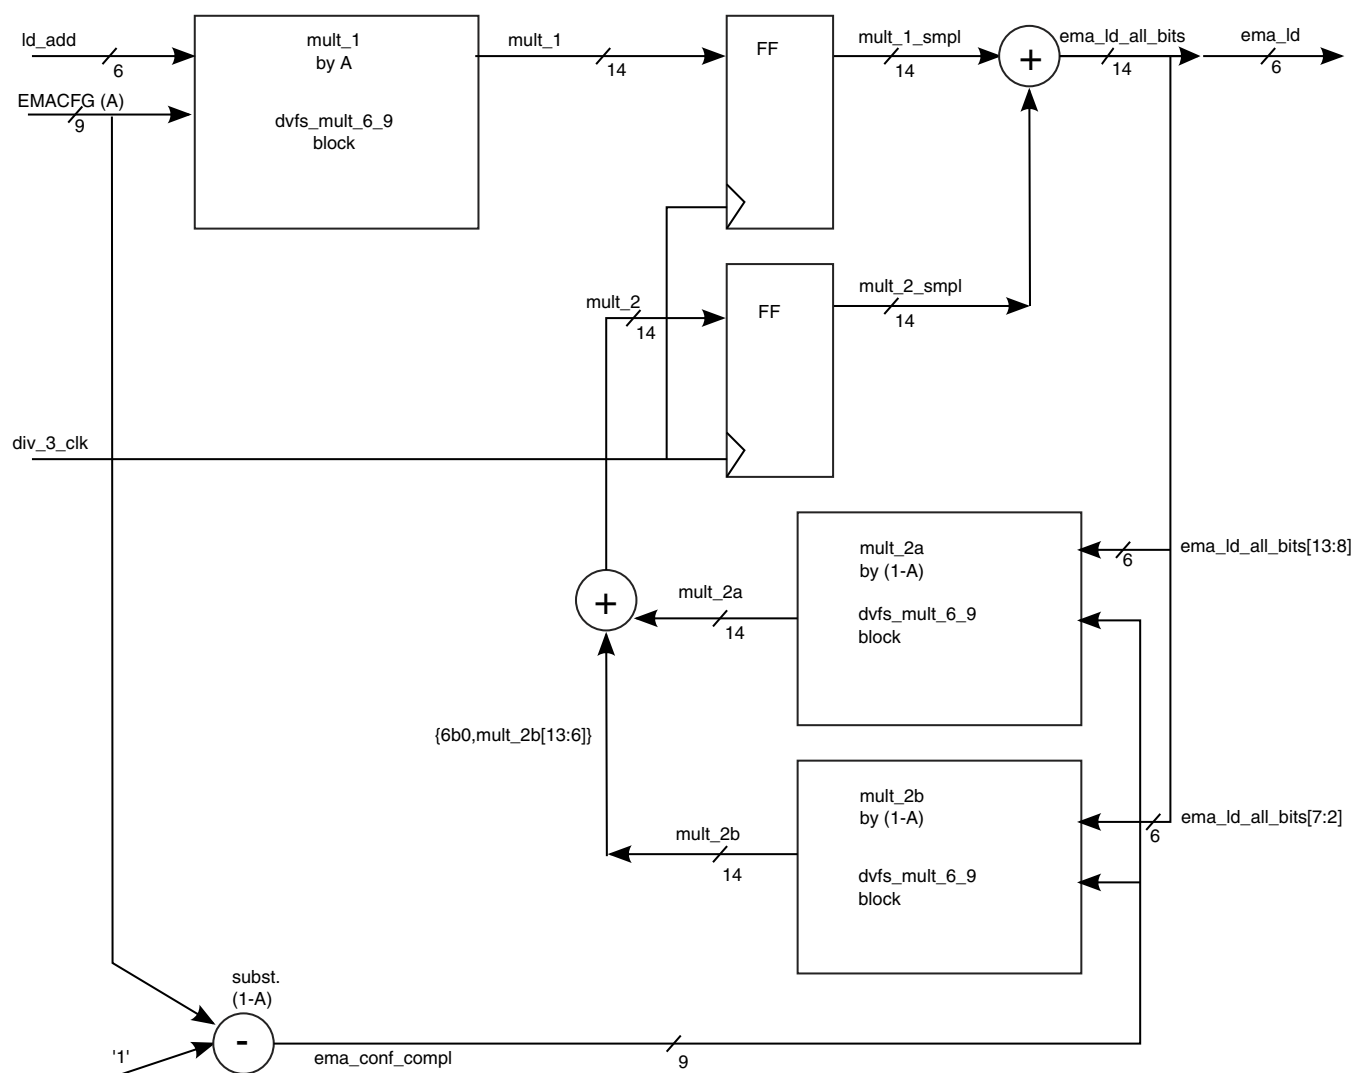 ld_add
6
EMACFG (A)
9
mult_1
by A
dvfs_mult_6_9
block
mult_1
14
FF
mult_1_smpl
14
+
ema_ld_all_bits
14
ema_ld
6
mult_2
14
FF
mult_2_smpl
14
div_3_clk
mult_2a
by (1-A)
dvfs_mult_6_9
block
6
ema_ld_all_bits[13:8]
+
mult_2a
14
{6b0,mult_2b[13:6]}
mult_2b
by (1-A)
dvfs_mult_6_9
block
6
ema_ld_all_bits[7:2]
mult_2b
14
subst.
(1-A)
-
'1'
ema_conf_compl
9